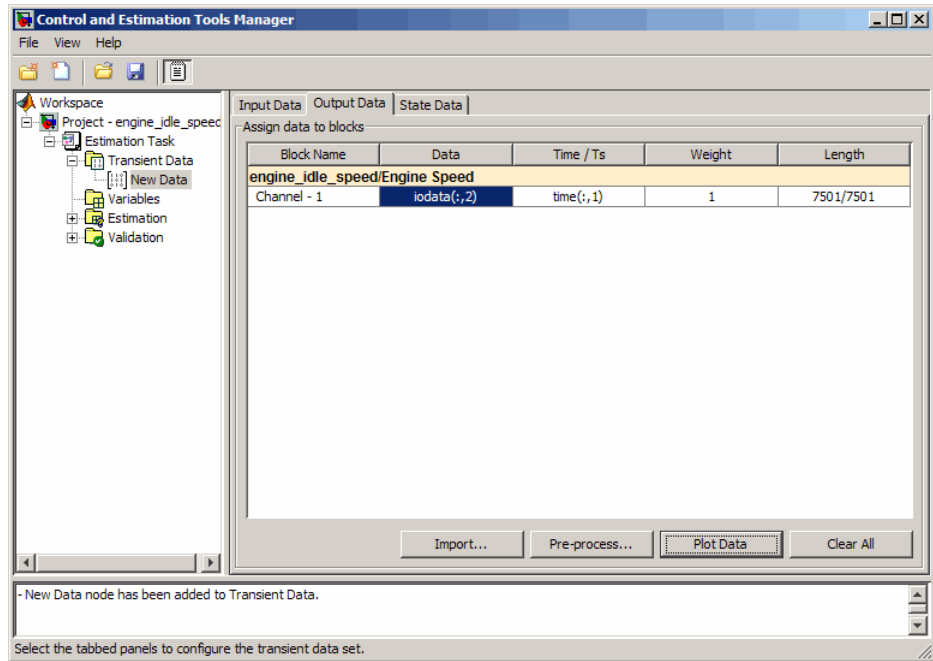 Control and Estimation Tools Manager
File View Help
Workspace
Project - engine_idle_speed
Estimation Task
Transient Data
New Data
Variables
Estimation
Validation
Input Data Output Data State Data
Assign data to blocks
Block Name Data Time / Ts Weight Length
engine_idle_speed/Engine Speed
Channel - 1 iodata(:,2) time(:,1) 1 7501/7501
Import... Pre-process... Plot Data Clear All
- New Data node has been added to Transient Data.
Select the tabbed panels to configure the transient data set.